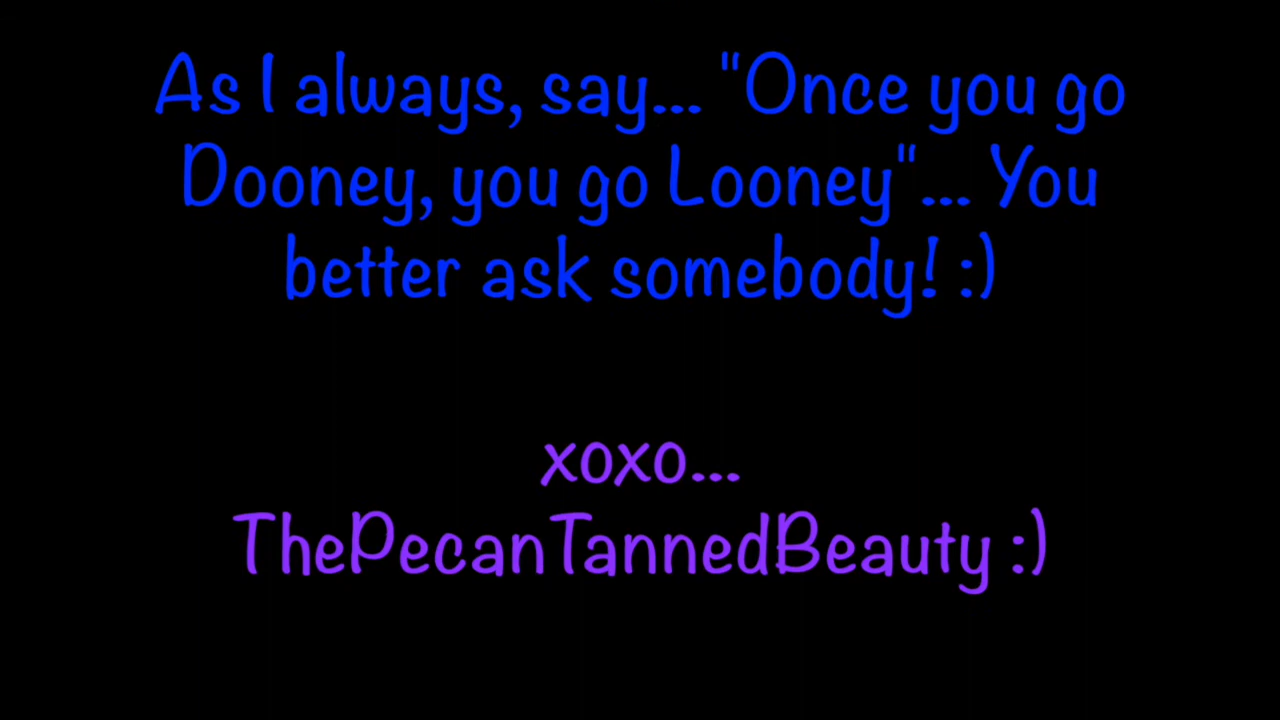 As I always, say... "Once you go
Dooney, you go Looney"... You
better ask somebody! :)
xoxo...
ThePecanTannedBeauty :)